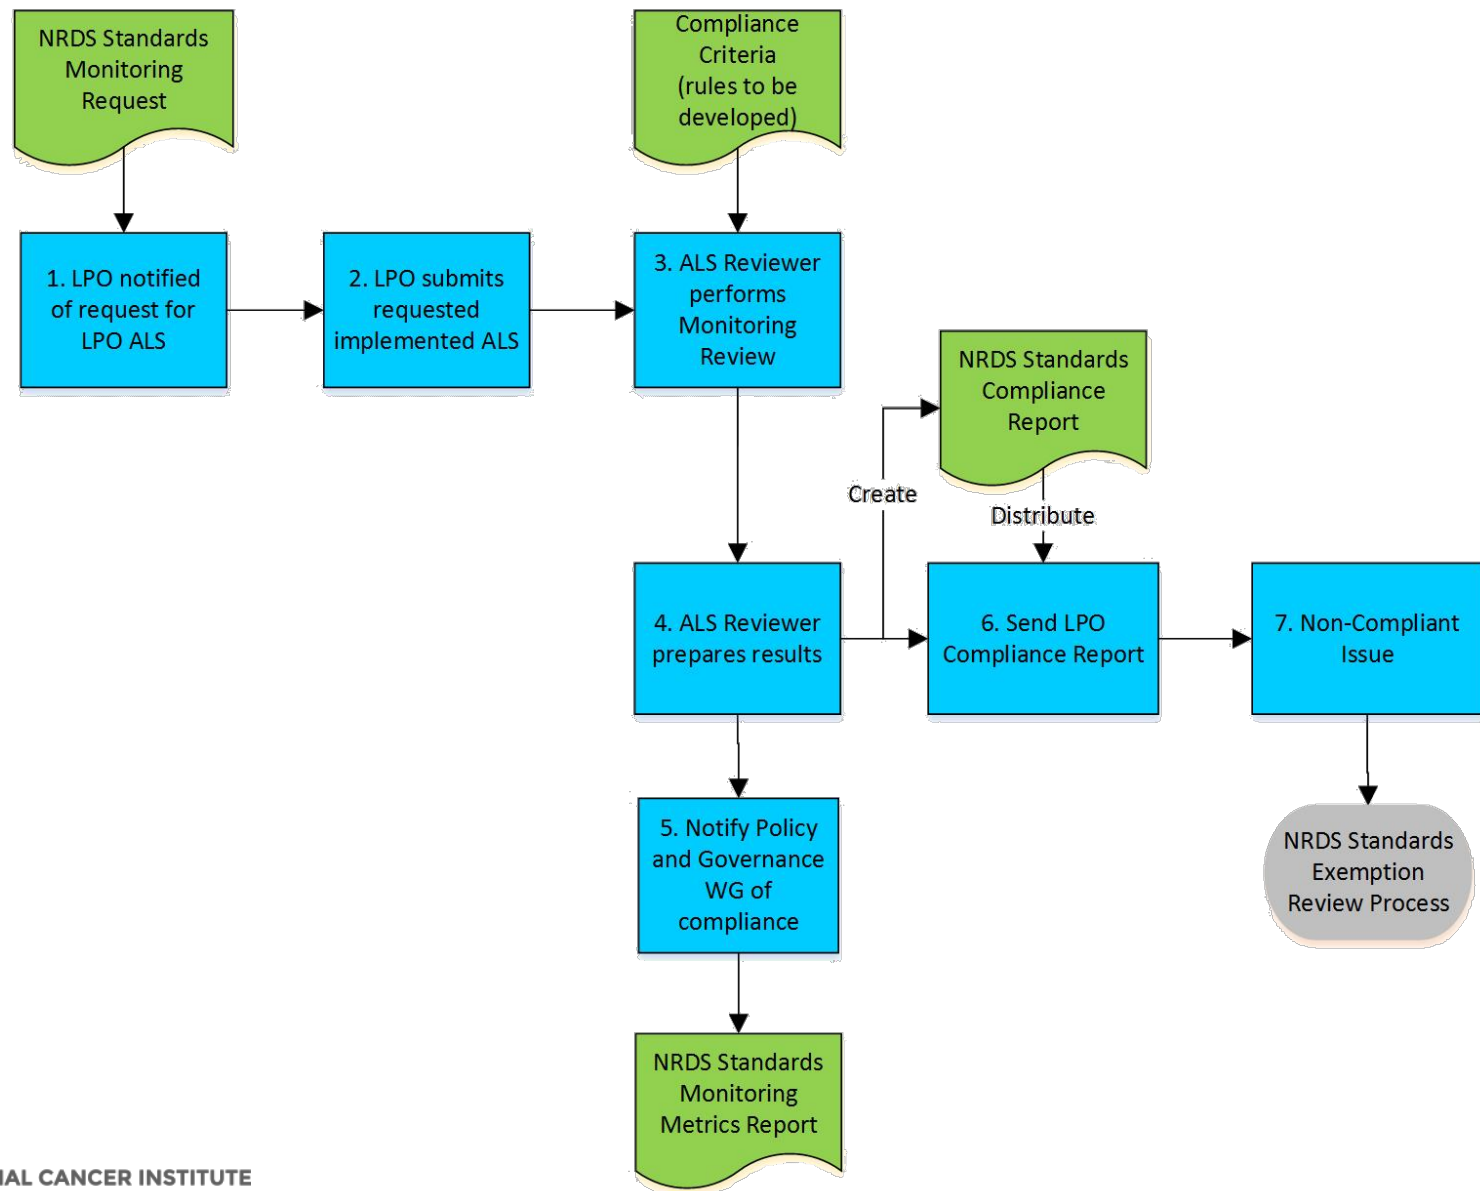 NRDS Standards
Monitoring
Request
Compliance
Criteria
(rules to be
developed)
1. LPO notified
of request for
LPO ALS
2. LPO submits
requested
implemented ALS
3. ALS Reviewer
performs
Monitoring
Review
NRDS Standards
Compliance
Report
Create
Distribute
4. ALS Reviewer
prepares results
6. Send LPO
Compliance Report
7. Non-Compliant
Issue
5. Notify Policy
and Governance
WG of
compliance
NRDS Standards
Exemption
Review Process
NRDS Standards
Monitoring
Metrics Report
IAL CANCER INSTITUTE